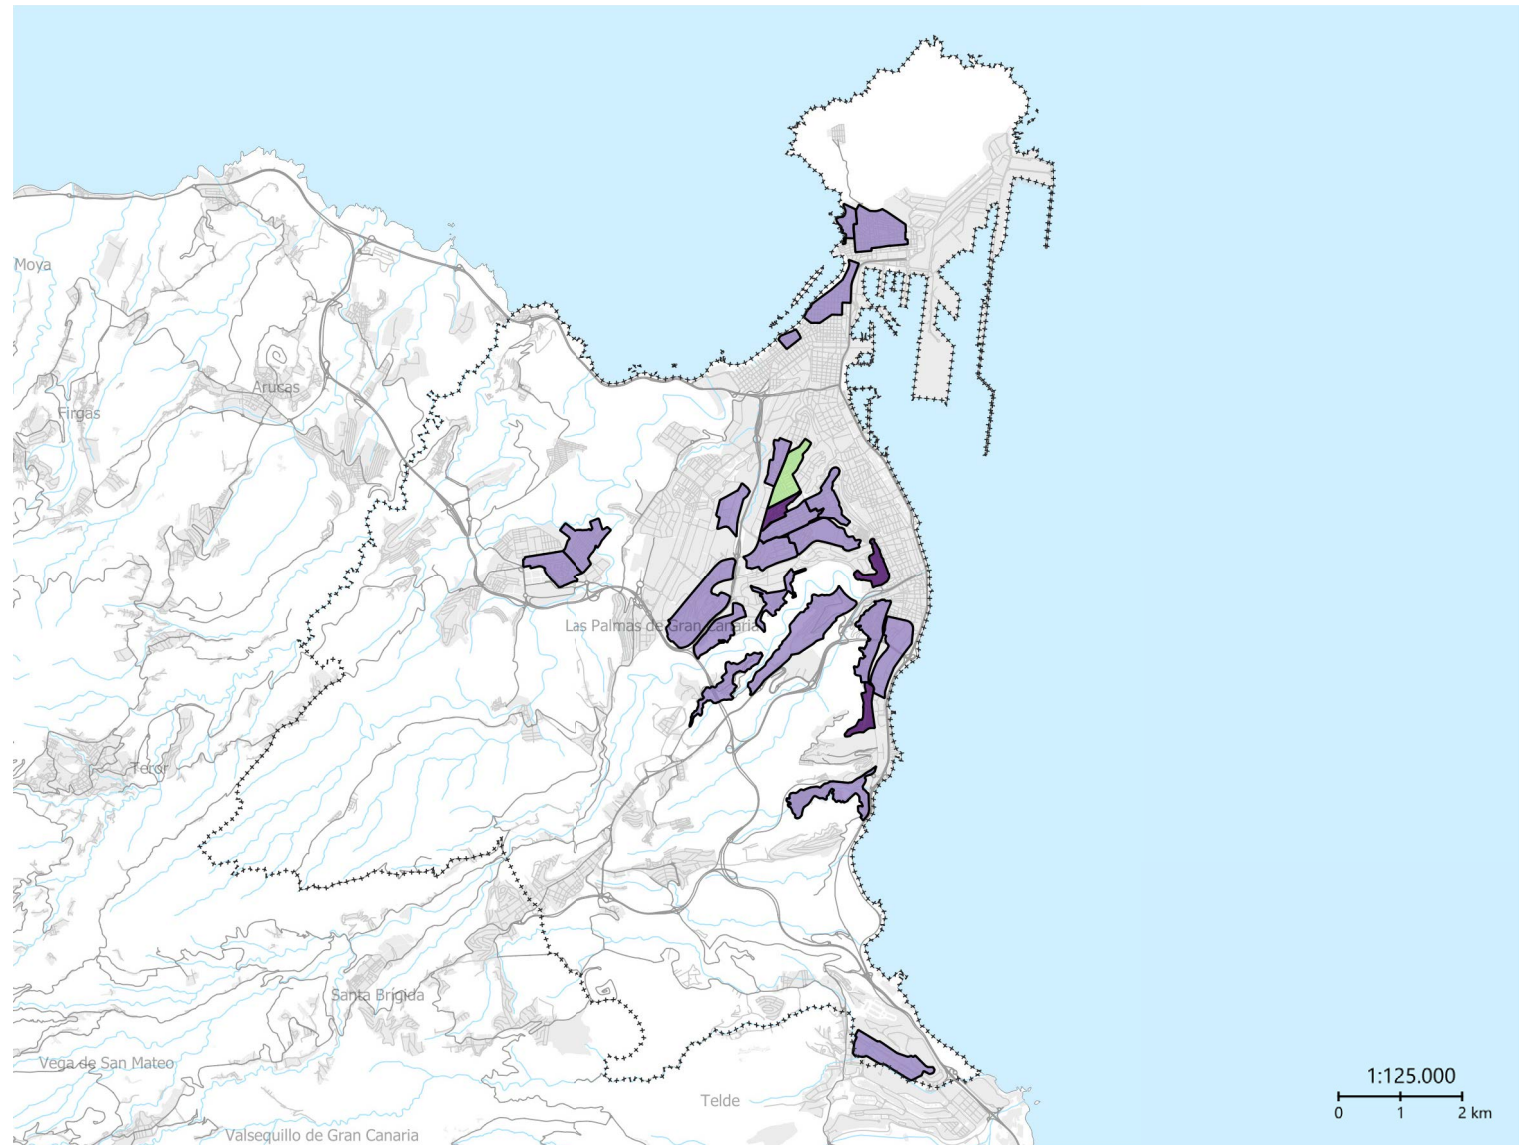 Moya
Arucas
Firgas
Las Palmas de Gran Canaria
Teror
Santa Brígida
Vega de San Mateo
Telde
Valsequillo de Gran Canaria
1:125.000
0 1 2 km